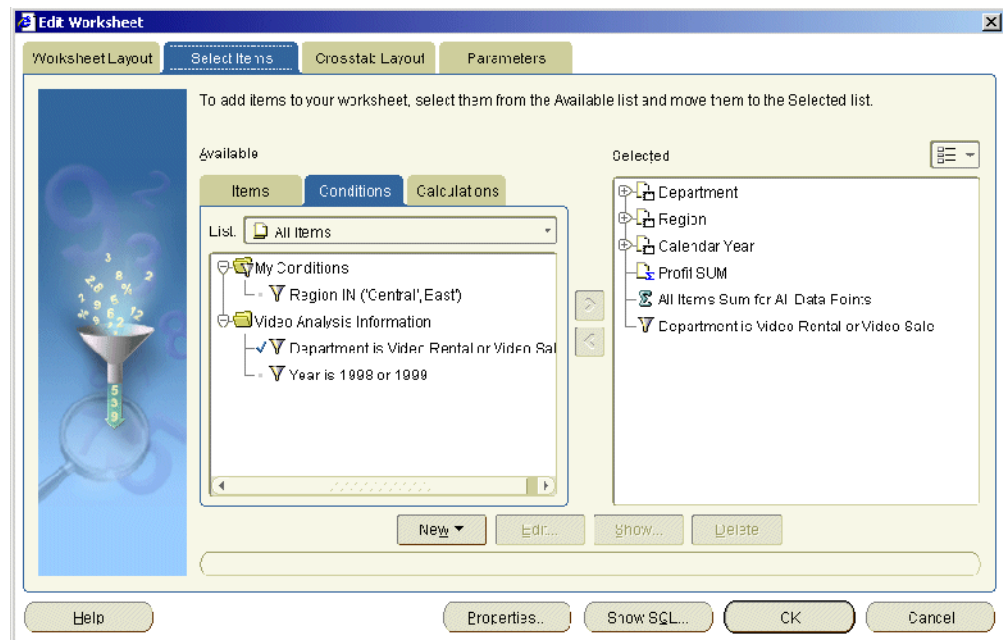 Edit Worksheet
Worksheet Layout
Select Items
Crosstab Layout
Parameters
To add items to your worksheet, select them from the Available list and move them to the Selected list.
Available
Selected
Items
Conditions
Calculations
List:
All Items
My Conditions
Region IN ('Central','East')
Video Analysis Information
Department is Video Rental or Video Sal
Year is 1998 or 1999
Department
Region
Calendar Year
Profit SUM
All Items Sum for All Data Points
Department is Video Rental or Video Sale
New
Edit...
Show...
Delete
Help
Properties..
Show SQL...
OK
Cancel